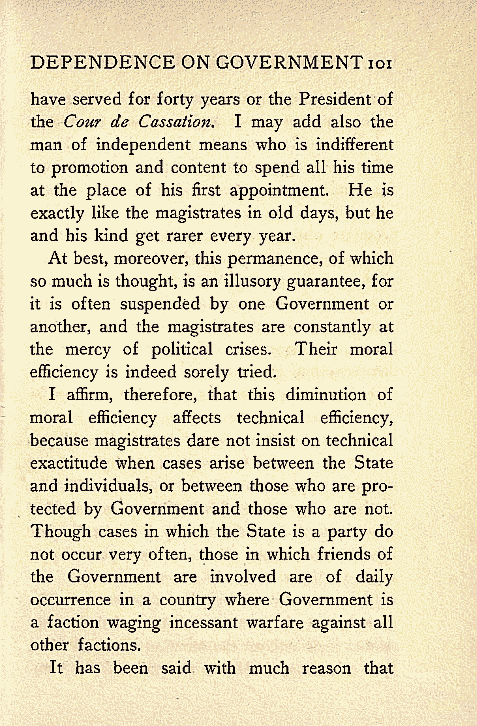 DEPENDENCE ON GOVERNMENT 101
have served for forty years or the President of
the Cour de Cassation. I may add also the
man of independent means who is indifferent
to promotion and content to spend all his time
at the place of his first appointment. He is
exactly like the magistrates in old days, but he
and his kind get rarer every year.
At best, moreover, this permanence, of which
so much is thought, is an illusory guarantee, for
it is often suspended by one Government or
another, and the magistrates are constantly at
the mercy of political crises. Their moral
efficiency is indeed sorely tried.
I affirm, therefore, that this diminution of
moral efficiency affects technical efficiency,
because magistrates dare not insist on technical
exactitude when cases arise between the State
and individuals, or between those who are pro-
tected by Government and those who are not.
Though cases in which the State is a party do
not occur very often, those in which friends of
the Government are involved are of daily
occurrence in a country where Government is
a faction waging incessant warfare against all
other factions.
It has been said with much reason that